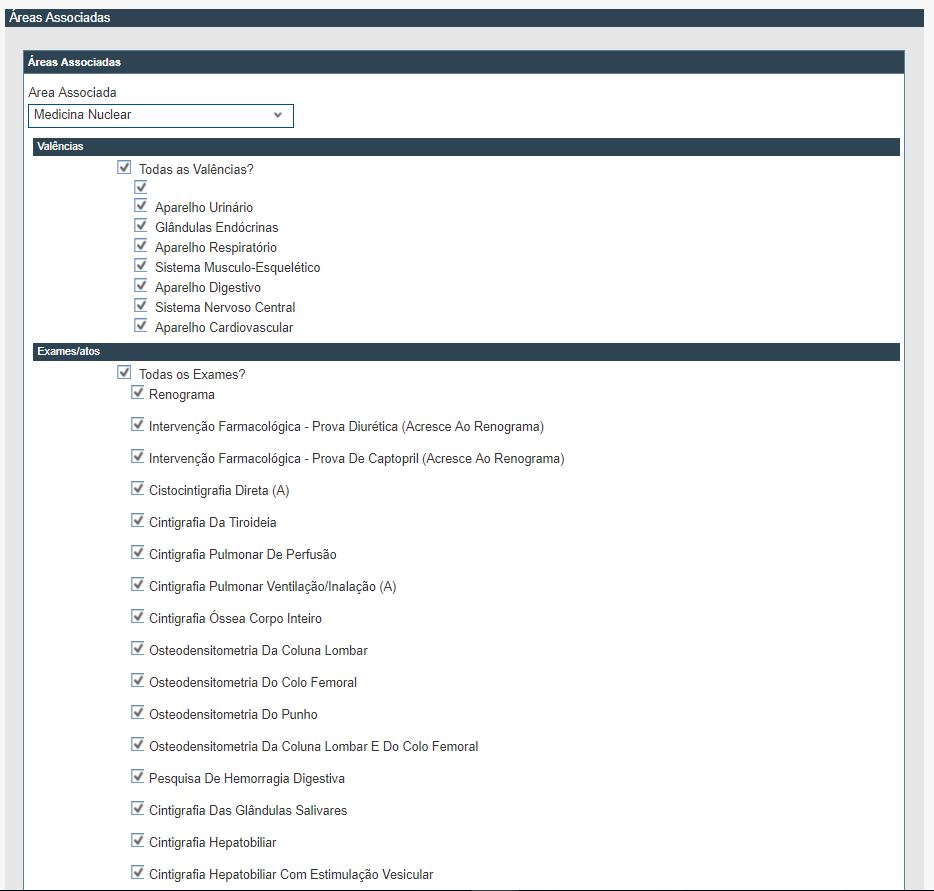 Áreas Associadas
Áreas Associadas
Area Associada
Medicina Nuclear
Valências
Todas as Valências?
Aparelho Urinário
Glândulas Endócrinas
Aparelho Respiratório
Sistema Musculo-Esquelético
Aparelho Digestivo
Sistema Nervoso Central
Aparelho Cardiovascular
Exames/atos
Todas os Exames?
Renograma
Intervenção Farmacológica - Prova Diurética (Acresce Ao Renograma)
Intervenção Farmacológica - Prova De Captopril (Acresce Ao Renograma)
Cistocintigrafia Direta (A)
Cintigrafia Da Tiroideia
Cintigrafia Pulmonar De Perfusão
Cintigrafia Pulmonar Ventilação/Inalação (A)
Cintigrafia Óssea Corpo Inteiro
Osteodensitometria Da Coluna Lombar
Osteodensitometria Do Colo Femoral
Osteodensitometria Do Punho
Osteodensitometria Da Coluna Lombar E Do Colo Femoral
Pesquisa De Hemorragia Digestiva
Cintigrafia Das Glândulas Salivares
Cintigrafia Hepatobiliar
Cintigrafia Hepatobiliar Com Estimulação Vesicular